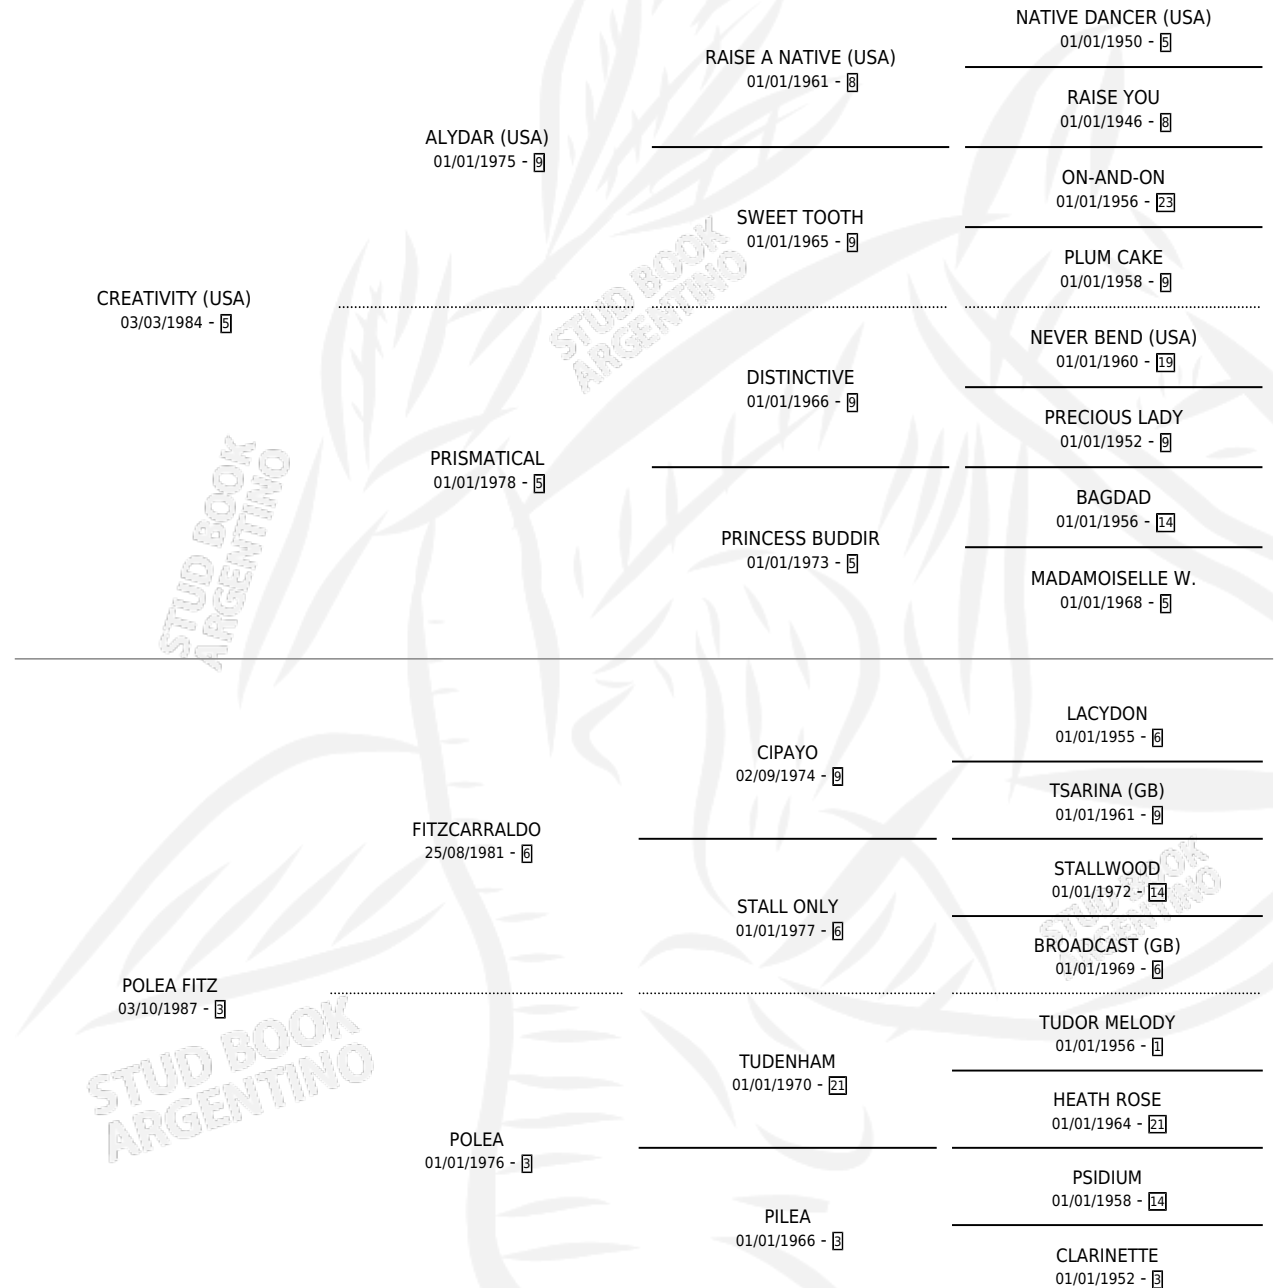 NATIVE DANCER (USA)
01/01/1950 - 5
RAISE A NATIVE (USA)
01/01/1961 - 8
RAISE YOU
01/01/1946 - 8
ALYDAR (USA)
01/01/1975 - 9
ON-AND-ON
01/01/1956 - 23
SWEET TOOTH
01/01/1965 - 9
PLUM CAKE
01/01/1958 - 9
CREATIVITY (USA)
03/03/1984 - 5
NEVER BEND (USA)
01/01/1960 - 19
DISTINCTIVE
01/01/1966 - 9
PRECIOUS LADY
01/01/1952 - 9
PRISMATICAL
01/01/1978 - 5
BAGDAD
01/01/1956 - 14
PRINCESS BUDDIR
01/01/1973 - 5
MADAMOISELLE W.
01/01/1968 - 5
LACYDON
01/01/1955 - 6
CIPAYO
02/09/1974 - 9
TSARINA (GB)
01/01/1961 - 9
FITZCARRALDO
25/08/1981 - 6
STALLWOOD
01/01/1972 - 14
STALL ONLY
01/01/1977 - 6
BROADCAST (GB)
01/01/1969 - 6
POLEA FITZ
03/10/1987 - 3
TUDOR MELODY
01/01/1956 - 1
TUDENHAM
01/01/1970 - 21
HEATH ROSE
01/01/1964 - 21
POLEA
01/01/1976 - 3
PSIDIUM
01/01/1958 - 14
PILEA
01/01/1966 - 3
CLARINETTE
01/01/1952 - 3
STUD BOOK
ARGENTINO
STUD BOOK
ARGENTINO
STUD BOOK
ARGENTINO
STUD BOOK
ARGENTINO